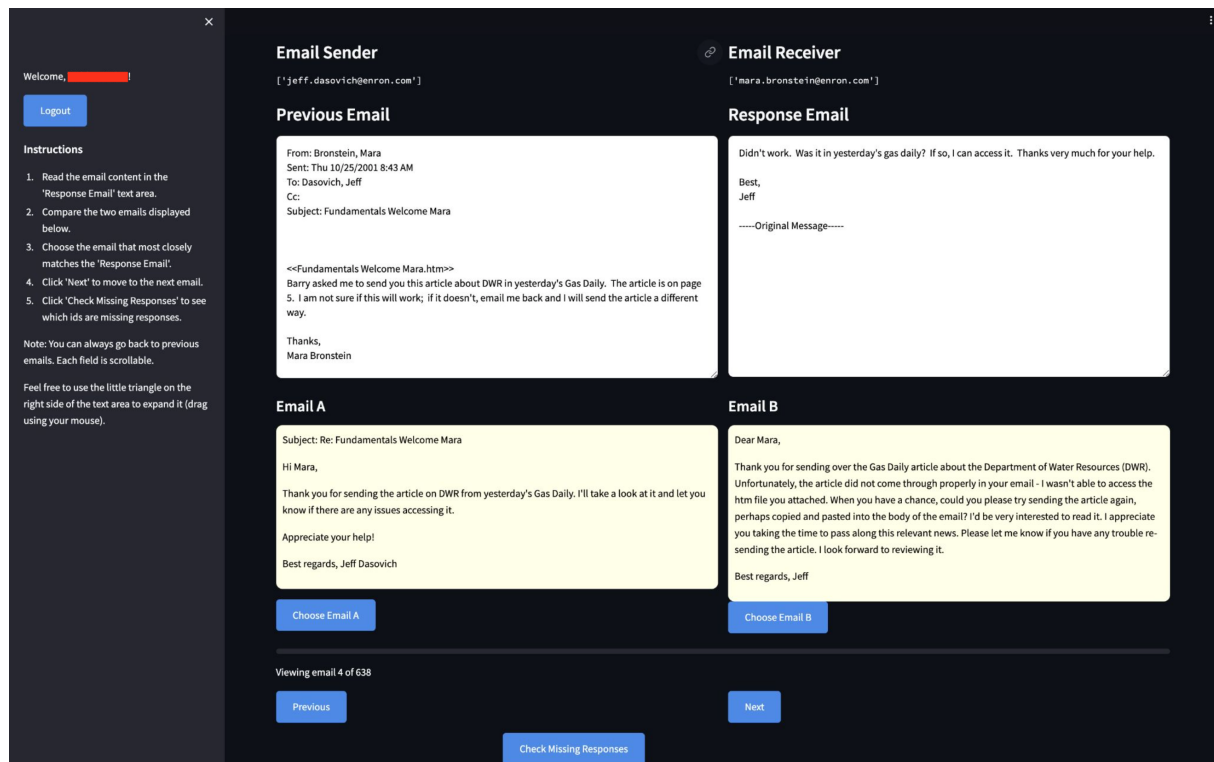 ×
Welcome, !
Logout
Instructions
1. Read the email content in the
'Response Email' text area.
2. Compare the two emails displayed
below.
3. Choose the email that most closely
matches the 'Response Email'.
4. Click 'Next' to move to the next email.
5. Click 'Check Missing Responses' to see
which ids are missing responses.
Note: You can always go back to previous
emails. Each field is scrollable.
Feel free to use the little triangle on the
right side of the text area to expand it (drag
using your mouse).
Email Sender
['jeff.dasovich@enron.com']
Previous Email
From: Bronstein, Mara
Sent: Thu 10/25/2001 8:43 AM
To: Dasovich, Jeff
Cc:
Subject: Fundamentals Welcome Mara
<<Fundamentals Welcome Mara.htm>>
Barry asked me to send you this article about DWR in yesterday's Gas Daily. The article is on page
5. I am not sure if this will work; if it doesn't, email me back and I will send the article a different
way.
Thanks,
Mara Bronstein
Email Receiver
['mara.bronstein@enron.com']
Response Email
Didn't work. Was it in yesterday's gas daily? If so, I can access it. Thanks very much for your help.
Best,
Jeff
-----Original Message-----
Email A
Subject: Re: Fundamentals Welcome Mara
Hi Mara,
Thank you for sending the article on DWR from yesterday's Gas Daily. I'll take a look at it and let you
know if there are any issues accessing it.
Appreciate your help!
Best regards, Jeff Dasovich
Choose Email A
Email B
Dear Mara,
Thank you for sending over the Gas Daily article about the Department of Water Resources (DWR).
Unfortunately, the article did not come through properly in your email - I wasn't able to access the
htm file you attached. When you have a chance, could you please try sending the article again,
perhaps copied and pasted into the body of the email? I'd be very interested to read it. I appreciate
you taking the time to pass along this relevant news. Please let me know if you have any trouble re-
sending the article. I look forward to reviewing it.
Best regards, Jeff
Choose Email B
Viewing email 4 of 638
Previous
Next
Check Missing Responses